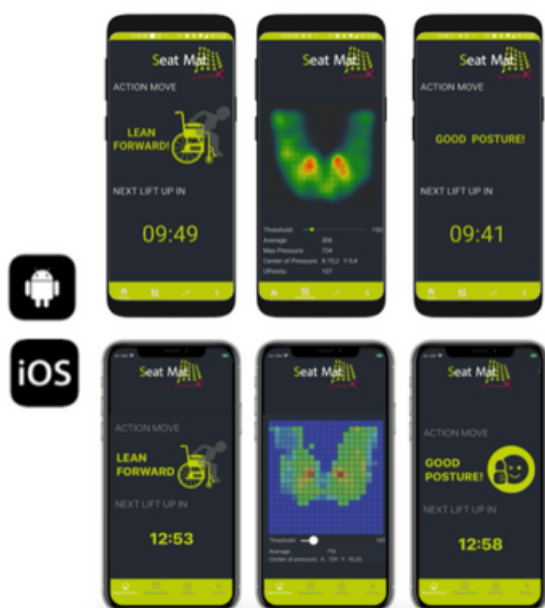 Seat Mat
ACTION MOVE
LEAN
FORWARD!
NEXT LIFT UP IN
09:49
Seat Mat
Threshold
Average
Max Pressure
Center of Pressure
UPoints
Seat Mat
ACTION MOVE
GOOD POSTURE!
NEXT LIFT UP IN
09:41
iOS
Seat Mat
ACTION MOVE
LEAN
FORWARD
NEXT LIFT UP IN
12:53
Seat Mat
Threshold
Average:
Center of pressure
Seat Mat
ACTION MOVE
GOOD
POSTURE!
NEXT LIFT UP IN
12:58